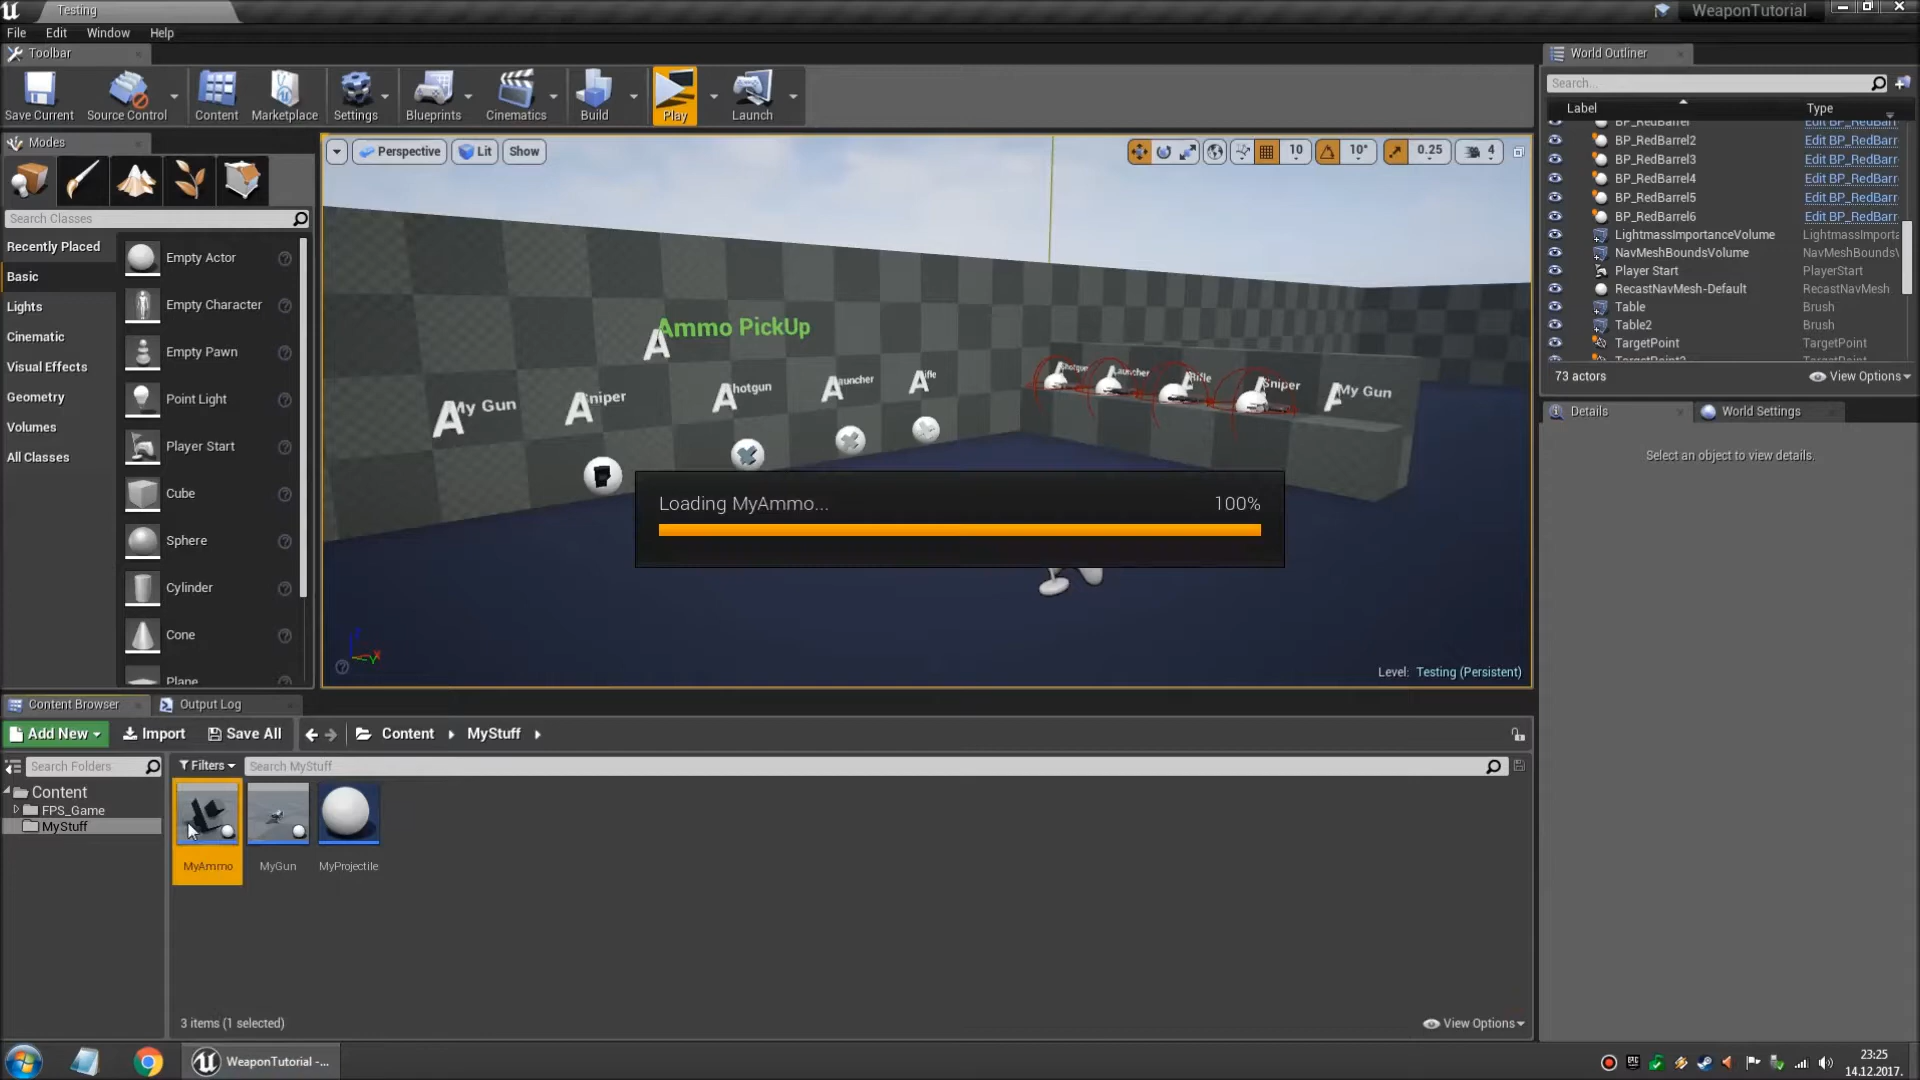 Testing
WeaponTutorial
File Edit Window Help
Toolbar
Save Current Source Control Content Marketplace Settings Blueprints Cinematics Build Play Launch
Modes
Search Classes
Recently Placed
Basic
Lights
Cinematic
Visual Effects
Geometry
Volumes
All Classes
Empty Actor
Empty Character
Empty Pawn
Point Light
Player Start
Cube
Sphere
Cylinder
Cone
Plane
Perspective Lit Show
10 10° 0.25 4
Ammo PickUp
My Gun
Sniper
Shotgun
Launcher
Rifle
Shotgun
Launcher
Rifle
Sniper
My Gun
Loading MyAmmo... 100%
Level: Testing (Persistent)
World Outliner
Search...
Label Type
BP_RedBarrel Edit BP_RedBarr
BP_RedBarrel2 Edit BP_RedBarr
BP_RedBarrel3 Edit BP_RedBarr
BP_RedBarrel4 Edit BP_RedBarr
BP_RedBarrel5 Edit BP_RedBarr
BP_RedBarrel6 Edit BP_RedBarr
LightmassImportanceVolume LightmassImporta
NavMeshBoundsVolume NavMeshBoundsV
Player Start PlayerStart
RecastNavMesh-Default RecastNavMesh
Table Brush
Table2 Brush
TargetPoint TargetPoint
73 actors View Options
Details World Settings
Select an object to view details.
Content Browser Output Log
Add New Import Save All Content MyStuff
Search Folders Filters Search MyStuff
Content
FPS_Game
MyStuff
MyAmmo MyGun MyProjectile
3 items (1 selected) View Options
WeaponTutorial -...
23:25
14.12.2017.